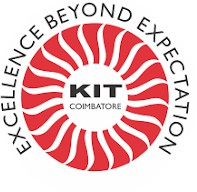 EXCELLENCE BEYOND EXPECTATION
KIT
COIMBATORE